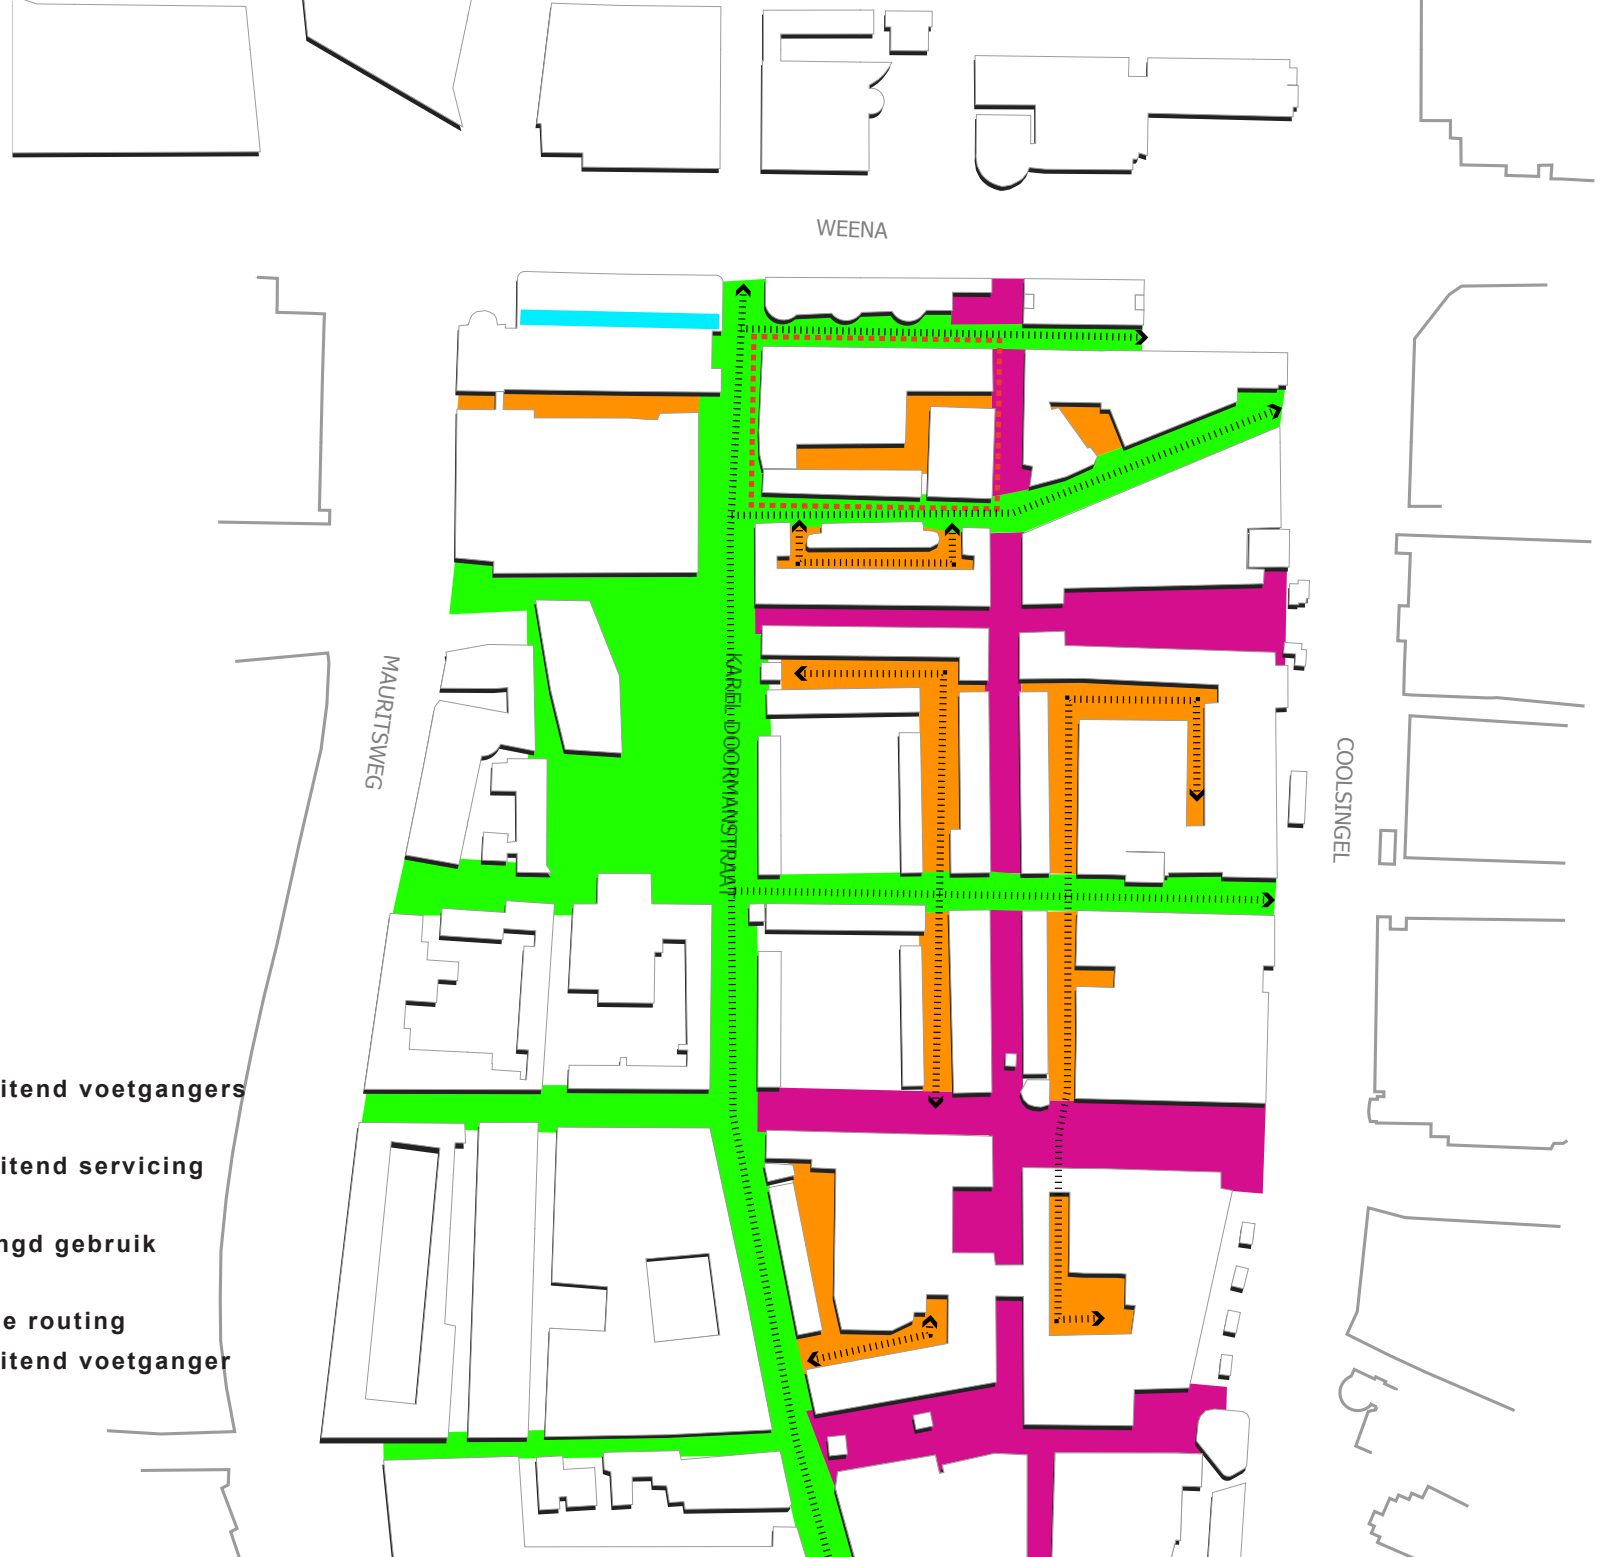 WEENA
MAURITSWEG
KAREL DOORMANSTRAAT
COOLSINGEL
itend voetgangers
itend servicing
ngd gebruik
e routing
itend voetganger